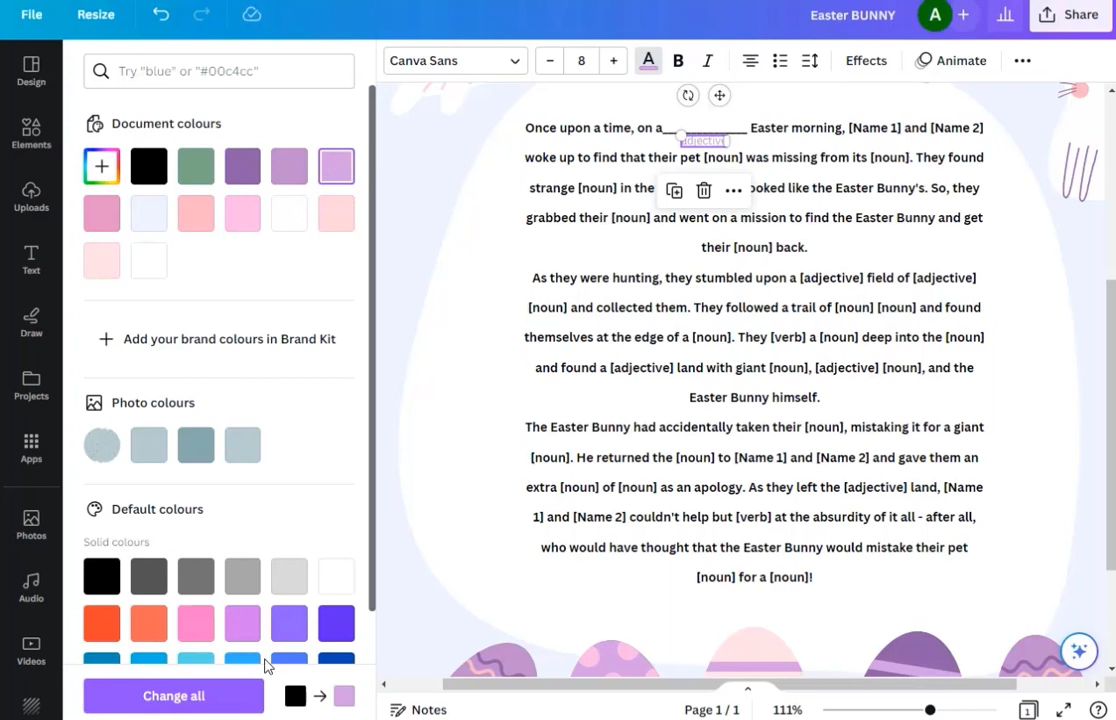 File Resize Easter BUNNY A + Share
Design
Elements
Uploads
Text
Draw
Projects
Apps
Photos
Audio
Videos
Try "blue" or "#00c4cc"
Document colours
+
+ Add your brand colours in Brand Kit
Photo colours
Default colours
Solid colours
Change all
Canva Sans - 8 + A B I Effects Animate
Once upon a time, on a______________ Easter morning, [Name 1] and [Name 2]
adjective
woke up to find that their pet [noun] was missing from its [noun]. They found
strange [noun] in the ooked like the Easter Bunny's. So, they
grabbed their [noun] and went on a mission to find the Easter Bunny and get
their [noun] back.
As they were hunting, they stumbled upon a [adjective] field of [adjective]
[noun] and collected them. They followed a trail of [noun] [noun] and found
themselves at the edge of a [noun]. They [verb] a [noun] deep into the [noun]
and found a [adjective] land with giant [noun], [adjective] [noun], and the
Easter Bunny himself.
The Easter Bunny had accidentally taken their [noun], mistaking it for a giant
[noun]. He returned the [noun] to [Name 1] and [Name 2] and gave them an
extra [noun] of [noun] as an apology. As they left the [adjective] land, [Name
1] and [Name 2] couldn't help but [verb] at the absurdity of it all - after all,
who would have thought that the Easter Bunny would mistake their pet
[noun] for a [noun]!
Notes Page 1 / 1 111% 1 ?